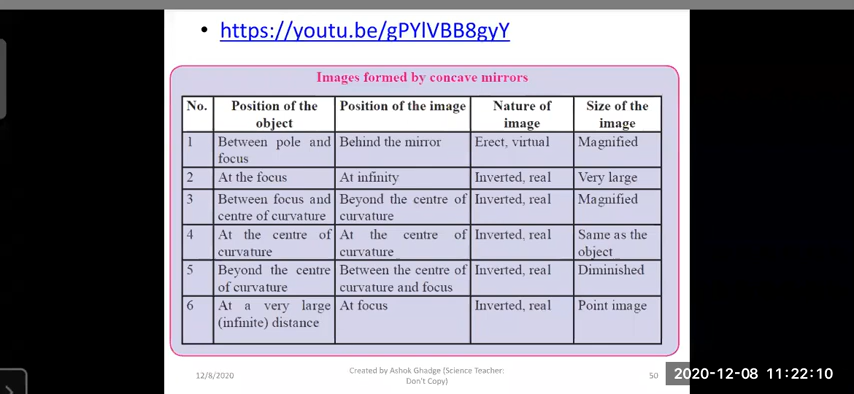 • https://youtu.be/gPYlVBB8gyY
Images formed by concave mirrors
No. Position of the object Position of the image Nature of image Size of the image
1 Between pole and focus Behind the mirror Erect, virtual Magnified
2 At the focus At infinity Inverted, real Very large
3 Between focus and centre of curvature Beyond the centre of curvature Inverted, real Magnified
4 At the centre of curvature At the centre of curvature Inverted, real Same as the object
5 Beyond the centre of curvature Between the centre of curvature and focus Inverted, real Diminished
6 At a very large (infinite) distance At focus Inverted, real Point image
12/8/2020
Created by Ashok Ghadge (Science Teacher:
Don't Copy)
50
2020-12-08 11:22:10